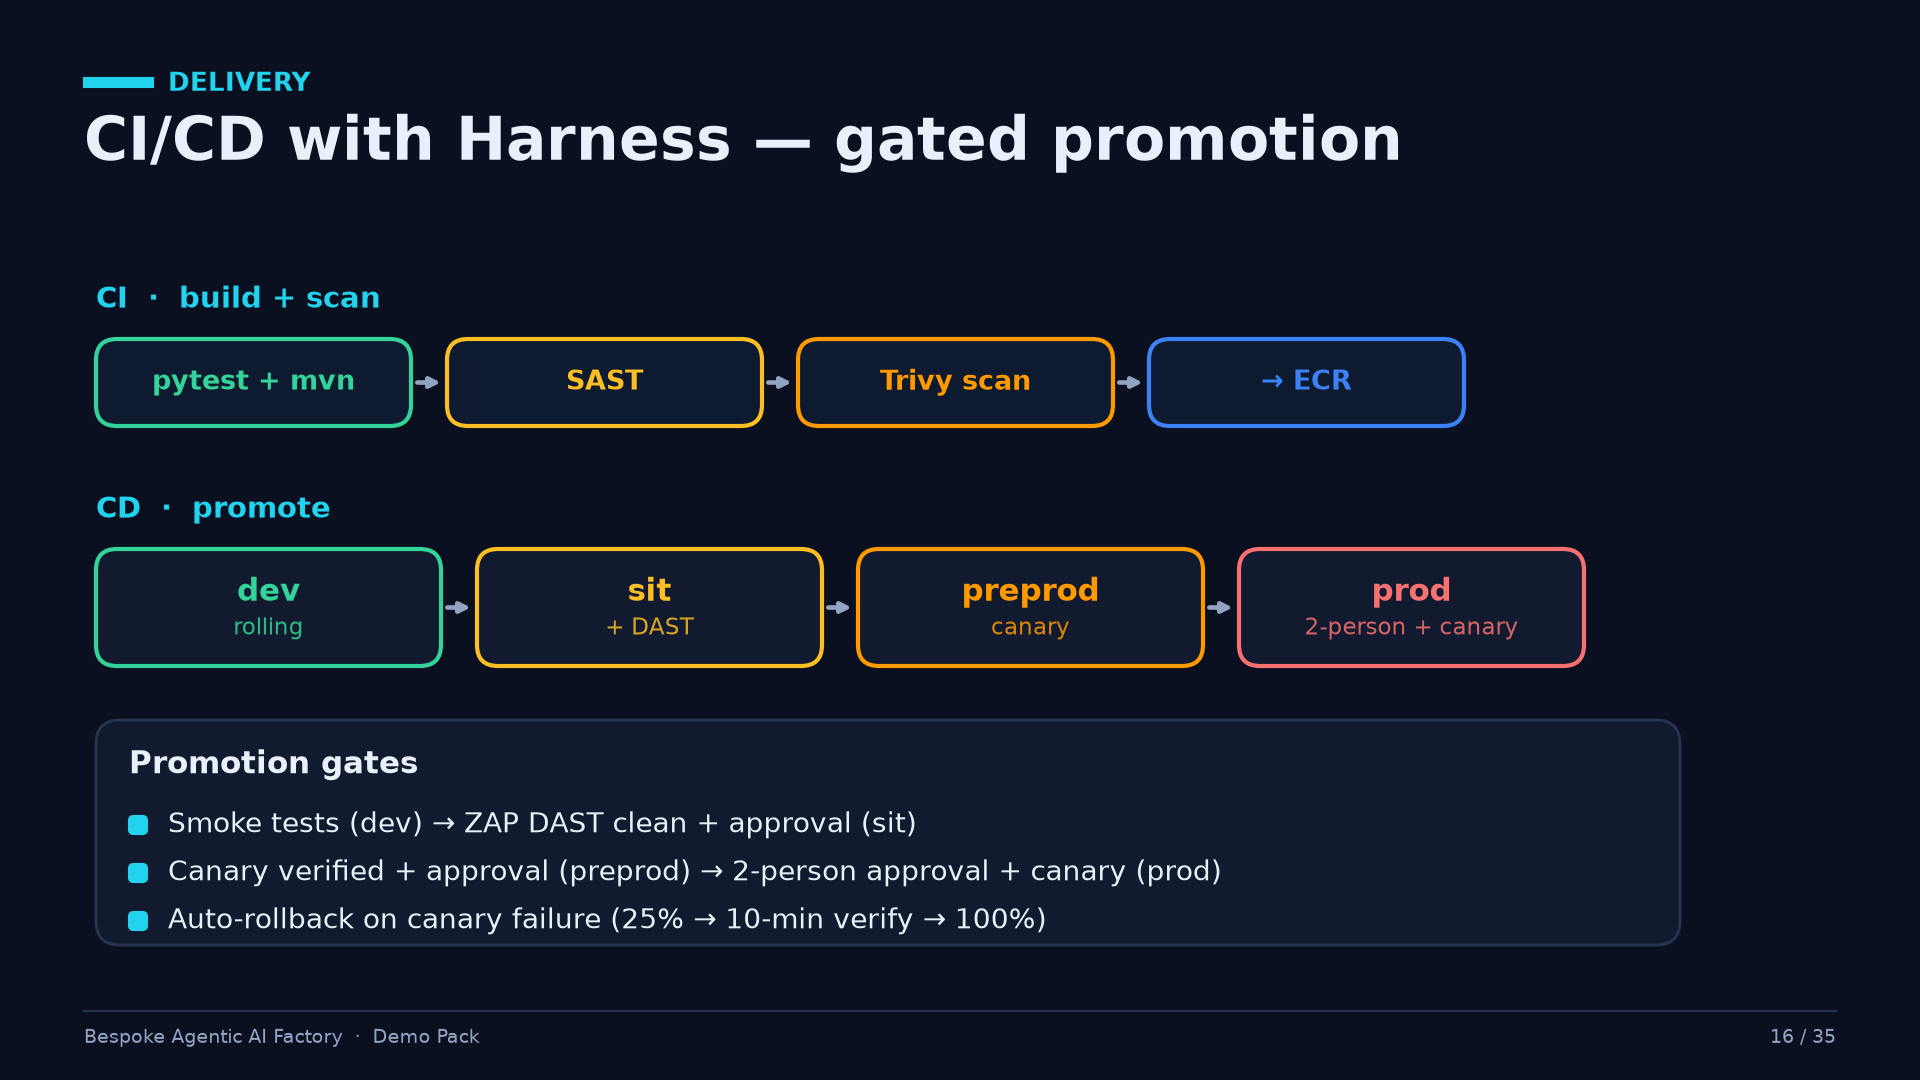 DELIVERY
CI/CD with Harness — gated promotion
CI · build + scan
pytest + mvn
SAST
Trivy scan
→ ECR
CD · promote
dev
rolling
sit
+ DAST
preprod
canary
prod
2-person + canary
Promotion gates
Smoke tests (dev) → ZAP DAST clean + approval (sit)
Canary verified + approval (preprod) → 2-person approval + canary (prod)
Auto-rollback on canary failure (25% → 10-min verify → 100%)
Bespoke Agentic AI Factory · Demo Pack
16 / 35